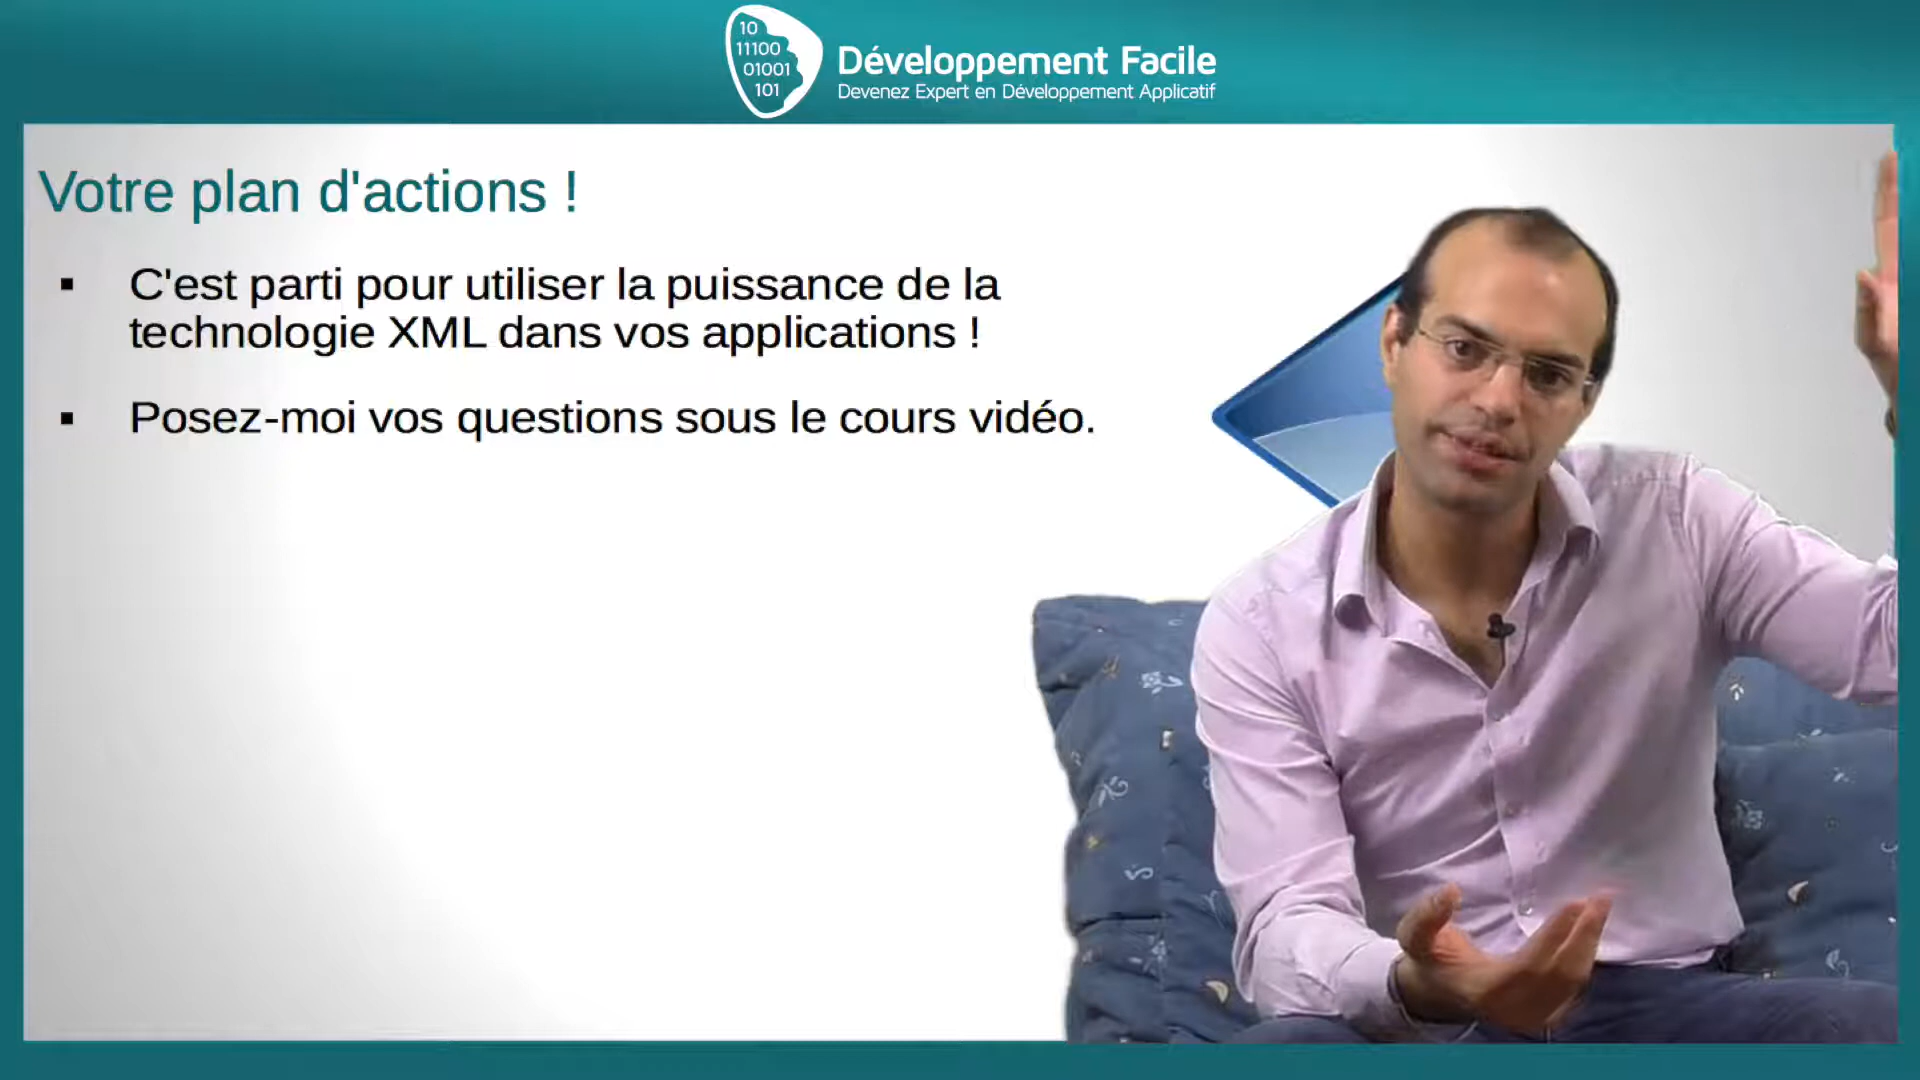 10
11100
01001
101
Développement Facile
Devenez Expert en Développement Applicatif
Votre plan d'actions !
▪ C'est parti pour utiliser la puissance de la
technologie XML dans vos applications !
▪ Posez-moi vos questions sous le cours vidéo.